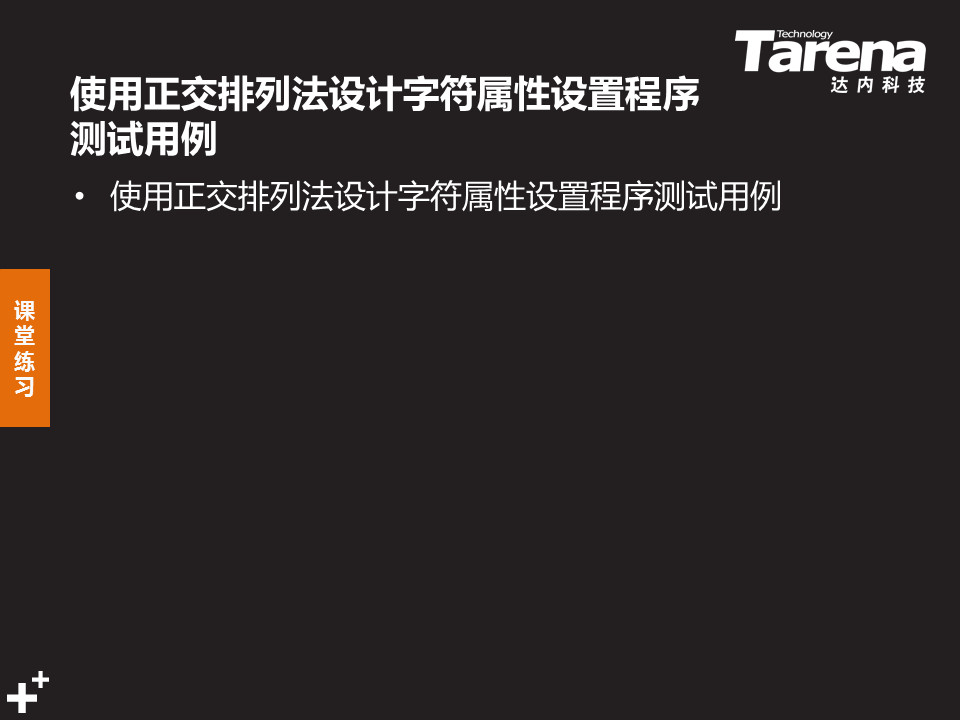 Technology
Tarena
达内科技
使用正交排列法设计字符属性设置程序
测试用例
• 使用正交排列法设计字符属性设置程序测试用例
课
堂
练
习